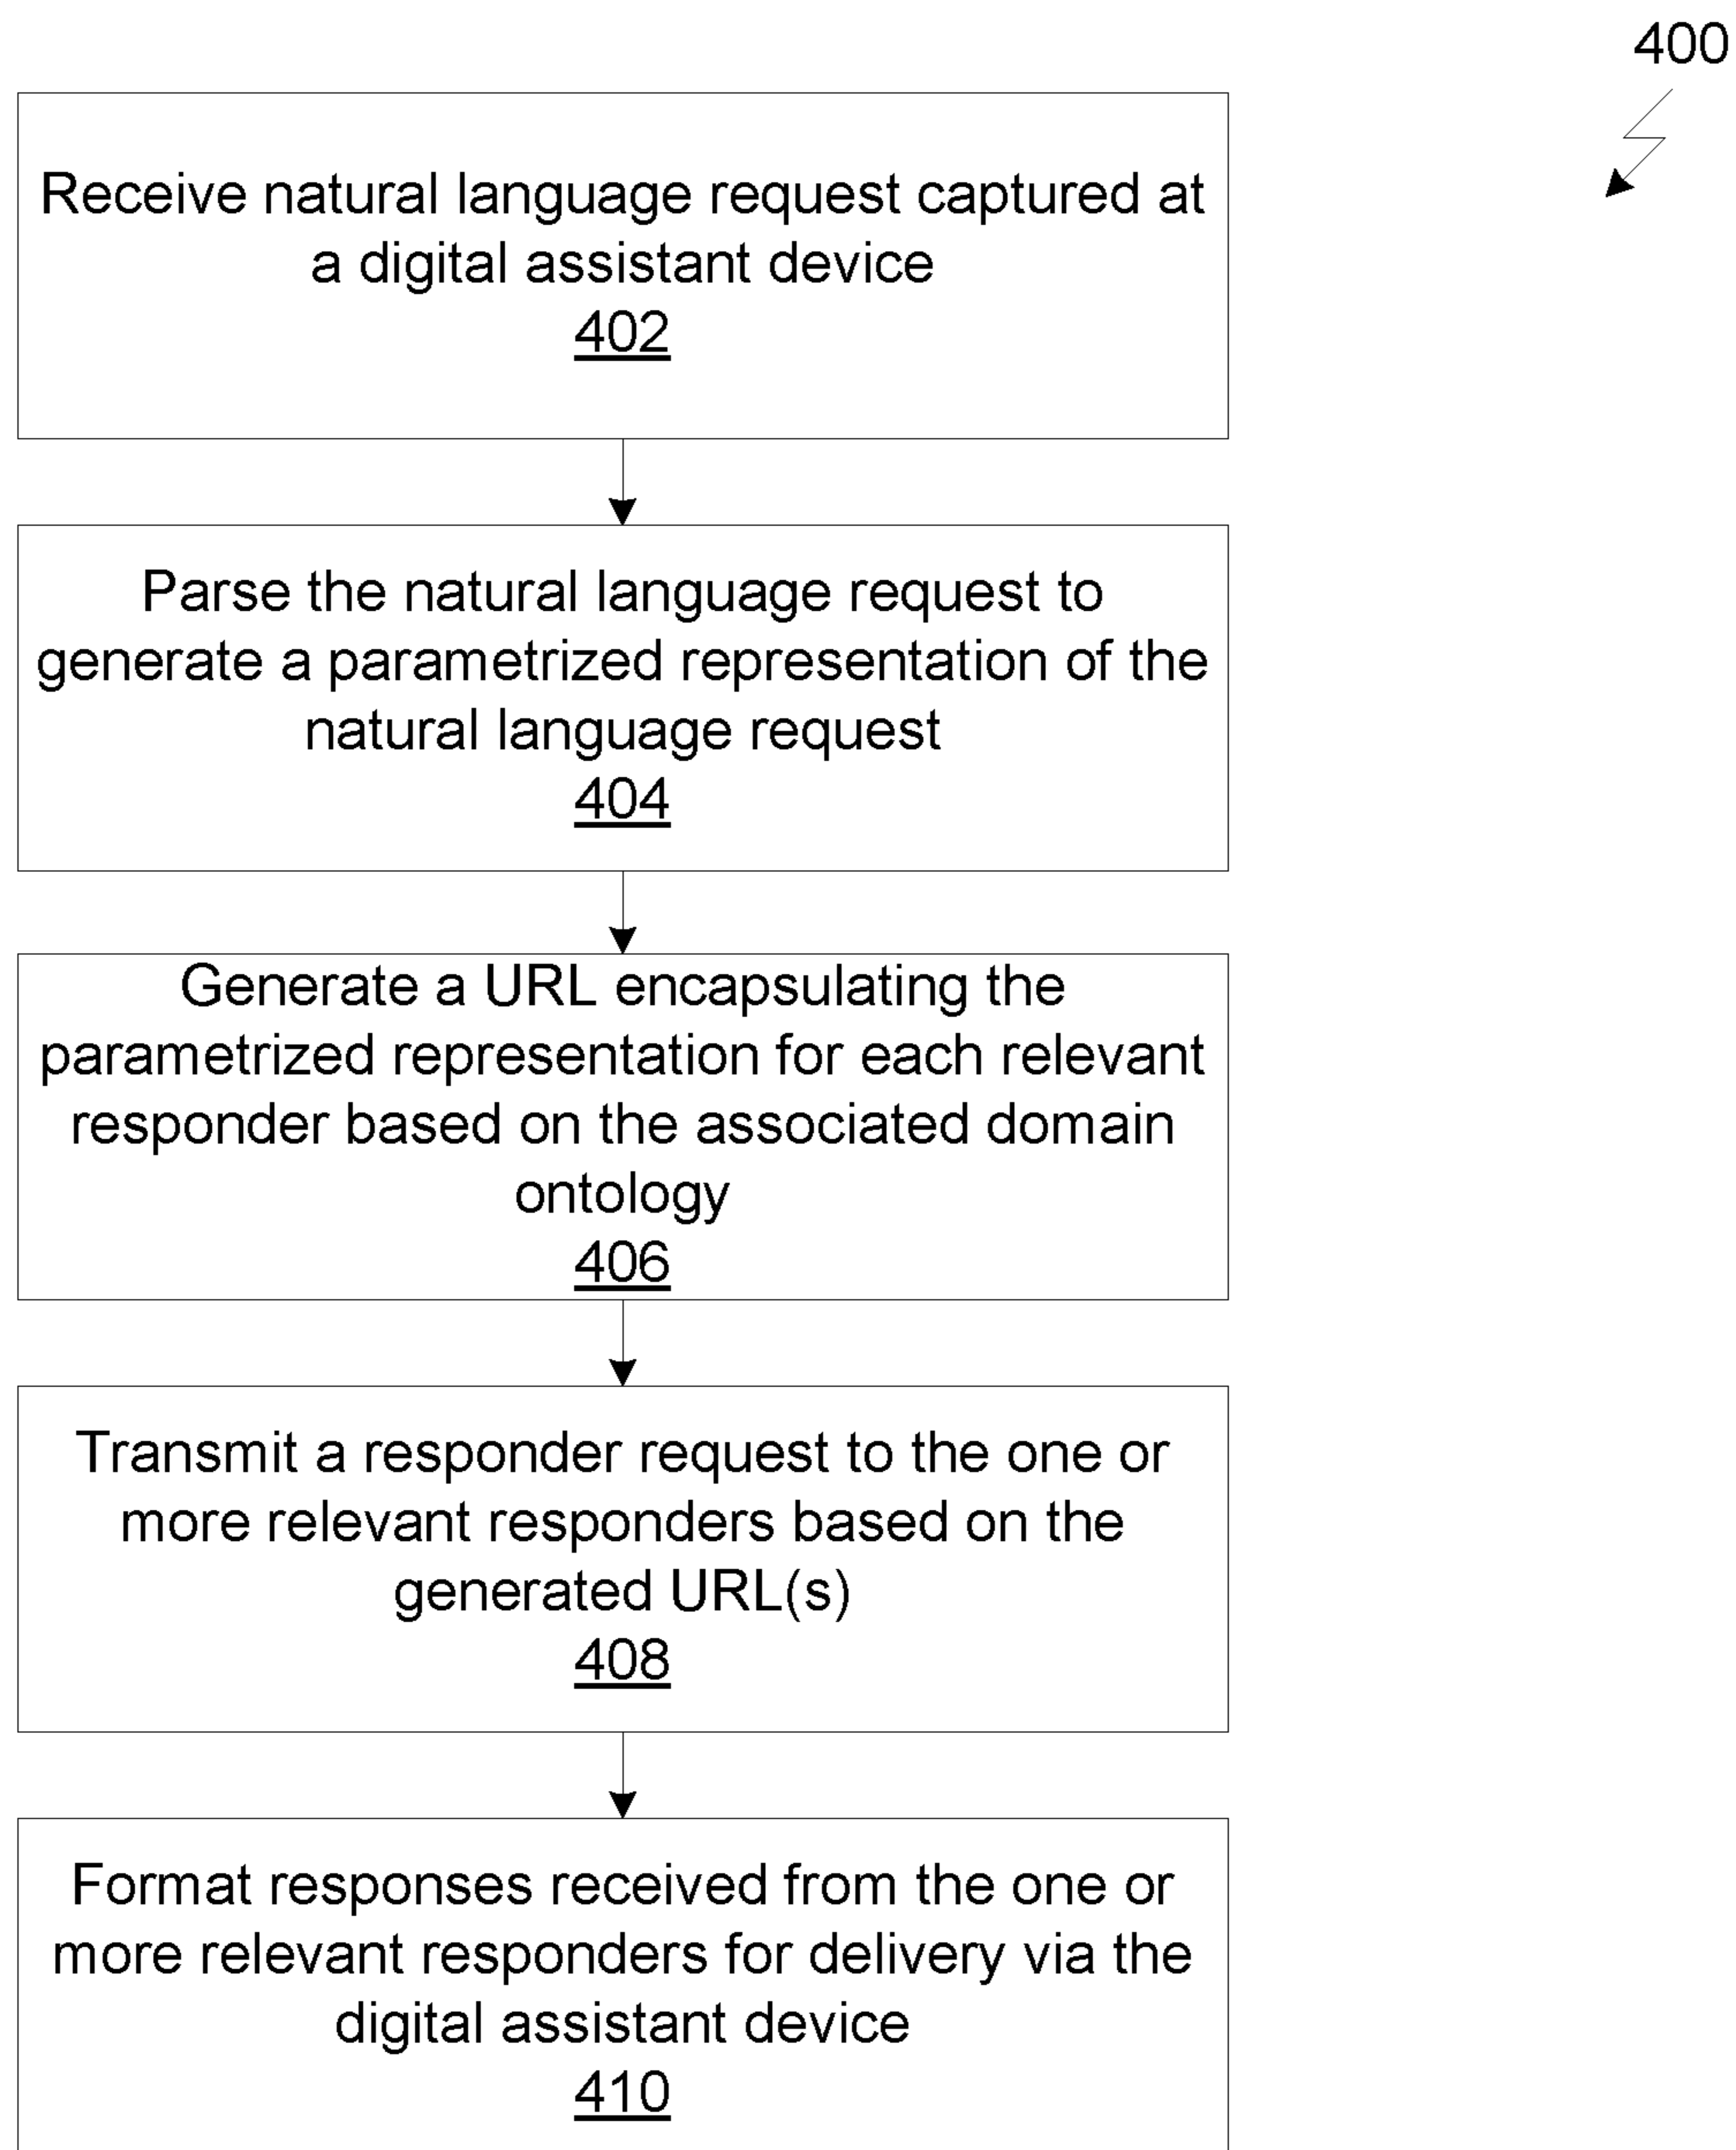 400
Receive natural language request captured at
a digital assistant device
402
Parse the natural language request to
generate a parametrized representation of the
natural language request
404
Generate a URL encapsulating the
parametrized representation for each relevant
responder based on the associated domain
ontology
406
Transmit a responder request to the one or
more relevant responders based on the
generated URL(s)
408
Format responses received from the one or
more relevant responders for delivery via the
digital assistant device
410